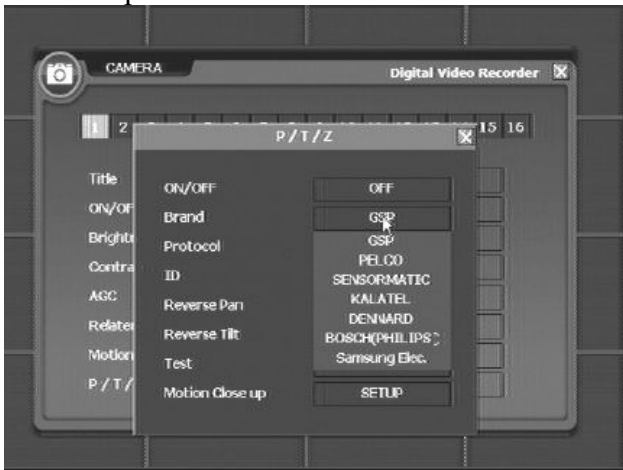 CAMERA
Digital Video Recorder
1 2 15 16
P/T/Z
Title
ON/OF
Bright
Contra
AGC
Relate
Motion
P/T/
ON/OFF OFF
Brand GSP
Protocol GSP
PELCO
ID SENSORMATIC
KALATEL
Reverse Pan DENNARD
Reverse Tilt BOSCH(PHILIPS)
Test Samsung Elec.
Motion Close up SETUP